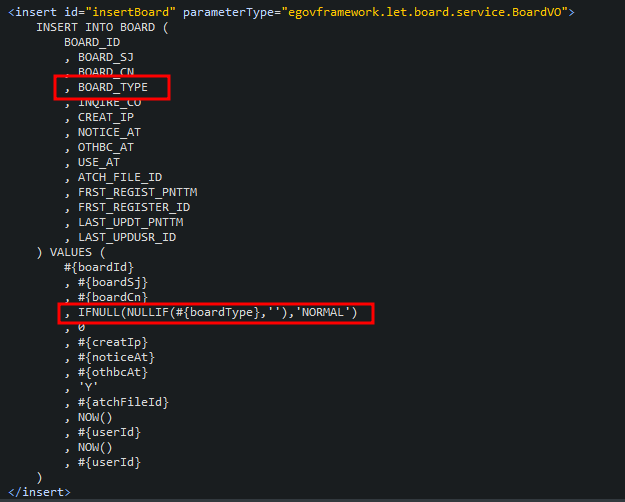 <insert id="insertBoard" parameterType="egovframework.let.board.service.BoardVO">
INSERT INTO BOARD (
BOARD_ID
, BOARD_SJ
, BOARD_CN
, BOARD_TYPE
, INQIRE_CO
, CREAT_IP
, NOTICE_AT
, OTHBC_AT
, USE_AT
, ATCH_FILE_ID
, FRST_REGIST_PNTTM
, FRST_REGISTER_ID
, LAST_UPDT_PNTTM
, LAST_UPDUSR_ID
) VALUES (
#{boardId}
, #{boardSj}
, #{boardCn}
, IFNULL(NULLIF(#{boardType},''),'NORMAL')
, 0
, #{creatIp}
, #{noticeAt}
, #{othbcAt}
, 'Y'
, #{atchFileId}
, NOW()
, #{userId}
, NOW()
, #{userId}
)
</insert>